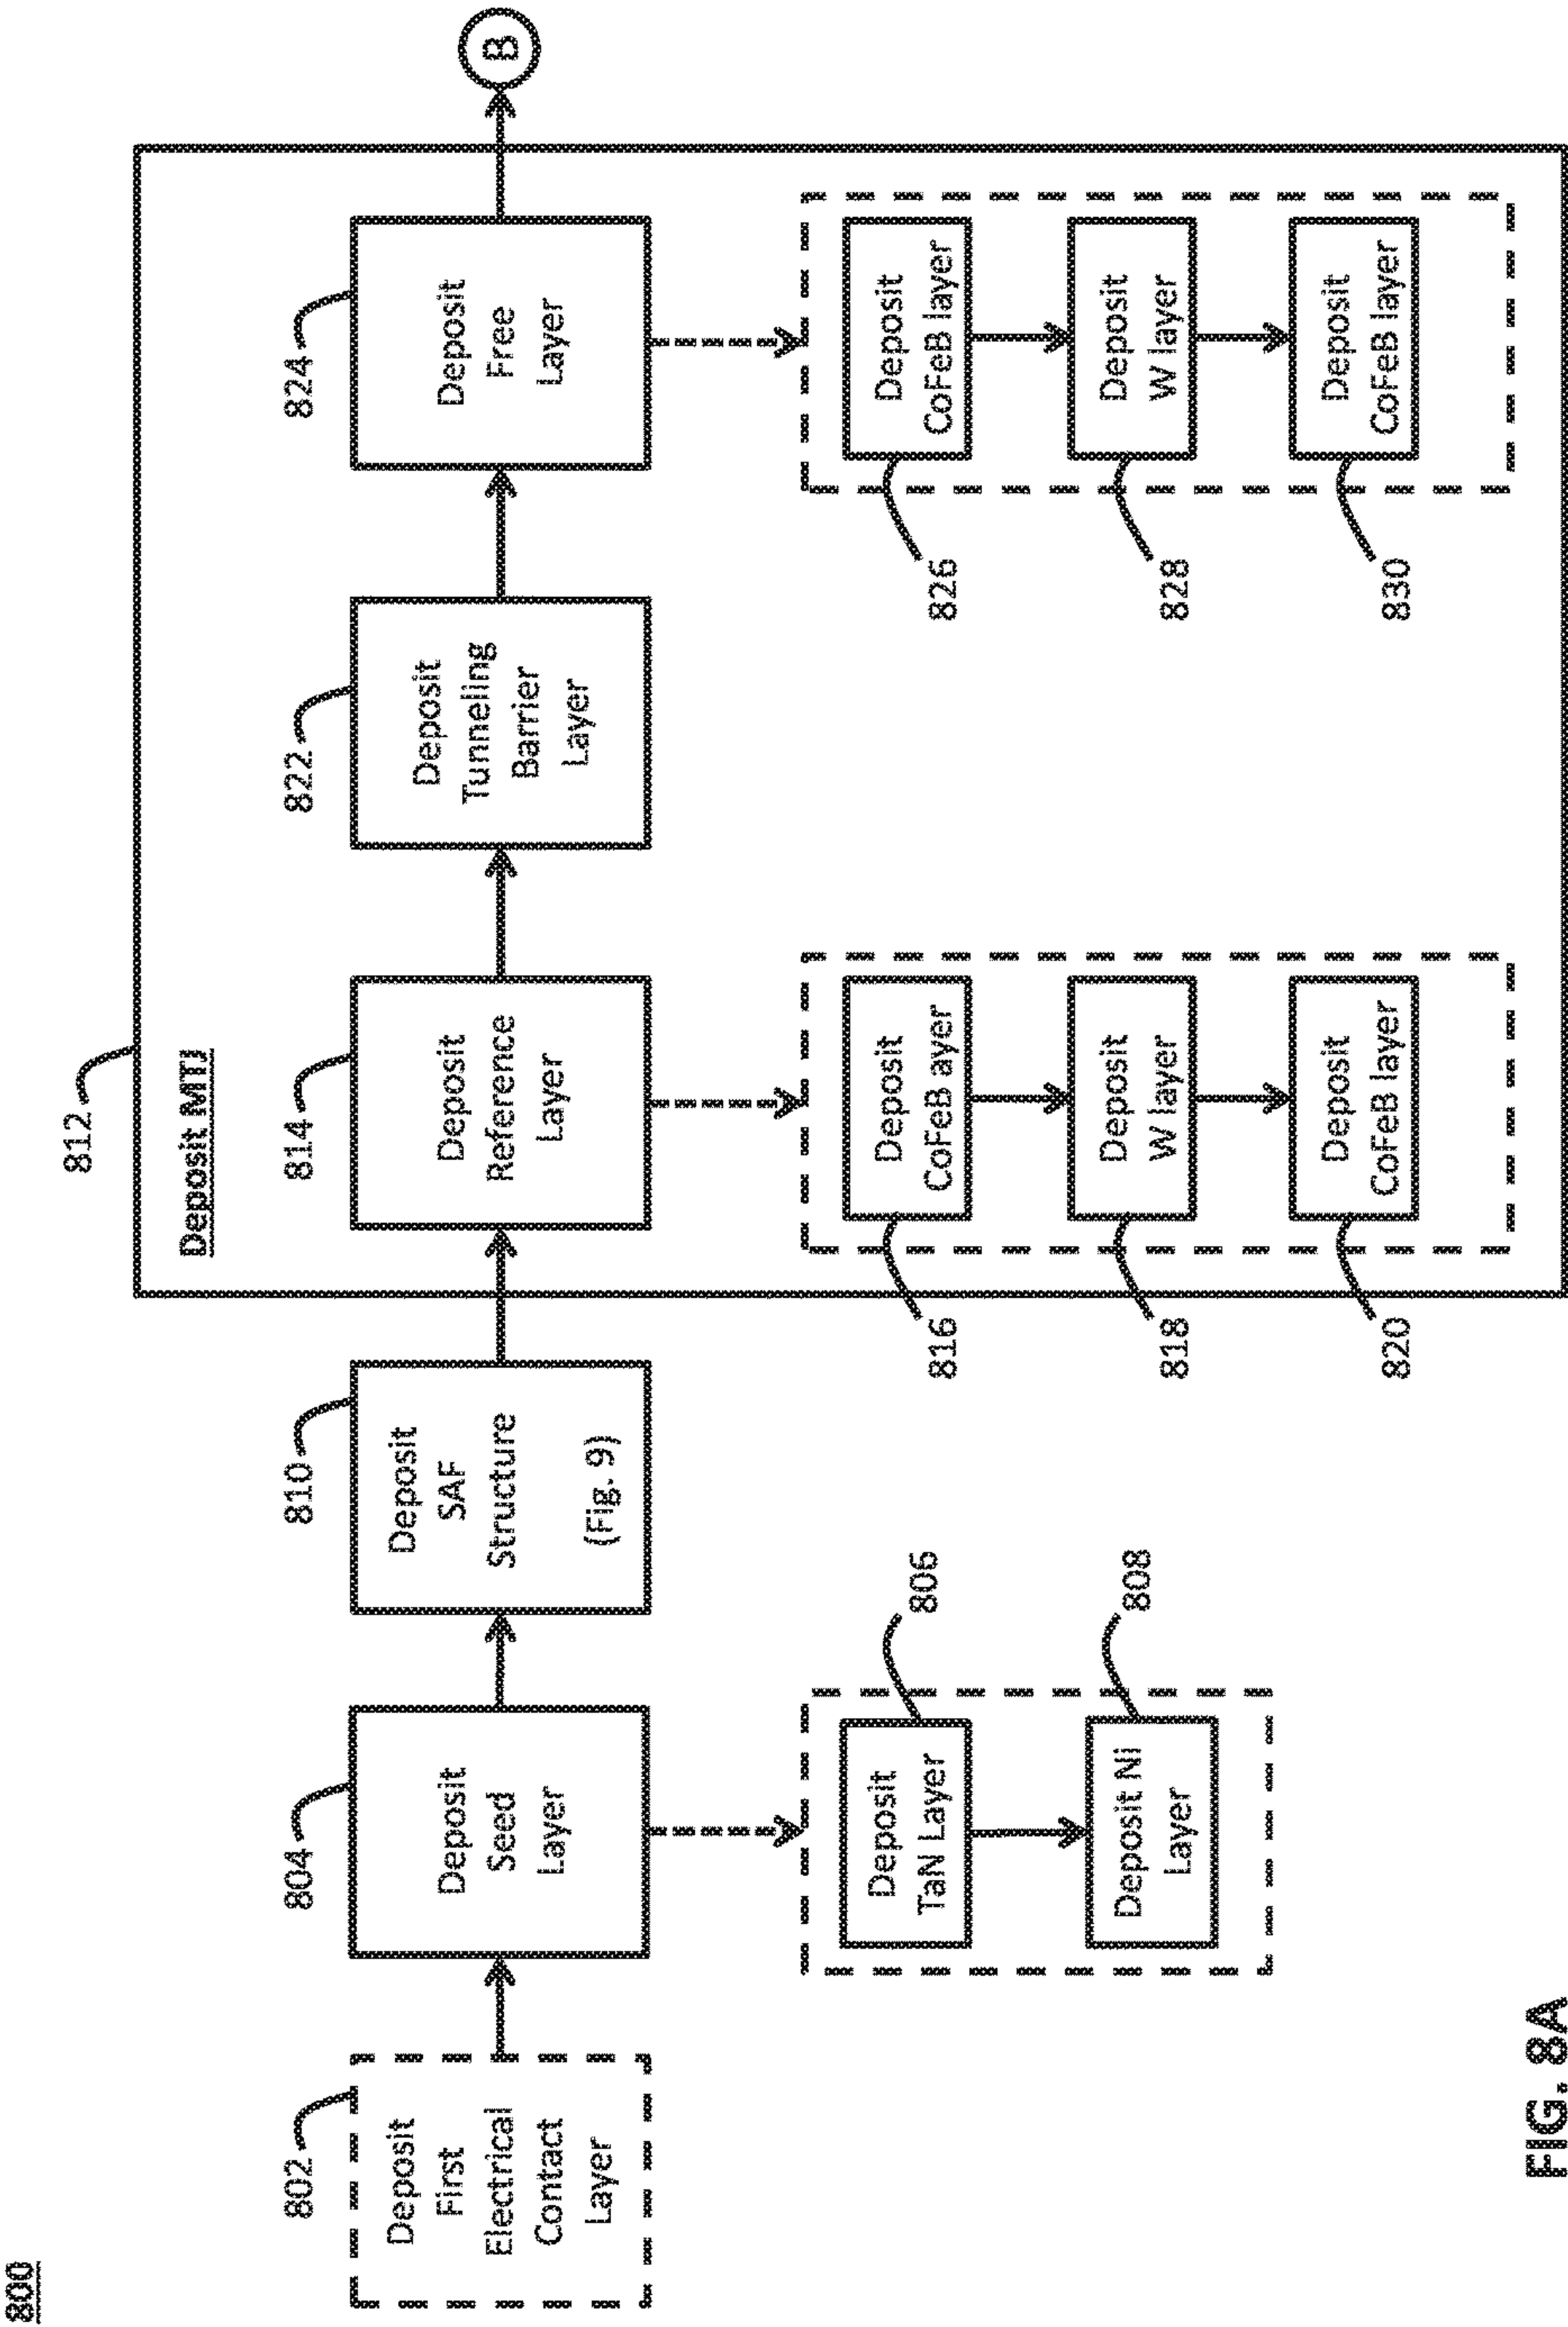 800
812
Deposit MTJ
802
Deposit
First
Electrical
Contact
Layer
804
Deposit
Seed
Layer
810
Deposit
SAF
Structure
(Fig. 9)
814
Deposit
Reference
Layer
822
Deposit
Tunneling
Barrier
Layer
824
Deposit
Free
Layer
B
806
Deposit
TaN Layer
808
Deposit Ni
Layer
816
Deposit
CoFeB ayer
818
Deposit
W layer
820
Deposit
CoFeB layer
826
Deposit
CoFeB layer
828
Deposit
W layer
830
Deposit
CoFeB layer
FIG. 8A